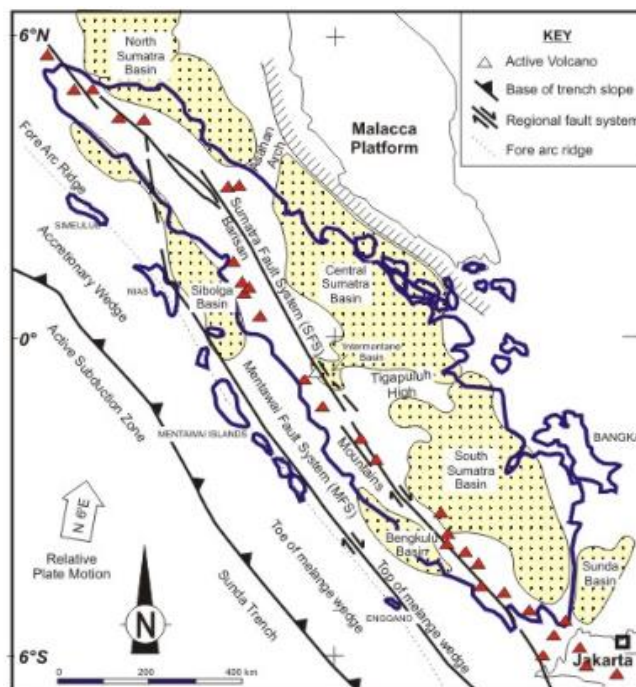 6°N
North
Sumatra
Basin
KEY
Active Volcano
Base of trench slope
Regional fault system
Fore arc ridge
Malacca
Platform
Asahan
Arch
Fore Arc Ridge
SIMEULUE
Accretionary Wedge
NIAS
Sibolga
Basin
Barisan
Sumatra Fault System (SFS)
Central
Sumatra
Basin
0°
Active Subduction Zone
Intermontane
Basin
Tigapuluh
High
MENTAWAI ISLANDS
Mentawai Fault System (MFS)
Mountains
South
Sumatra
Basin
BANGKA
N 6°E
Relative
Plate Motion
Bengkulu
Basin
Sunda
Basin
Toe of melange wedge
Top of melange wedge
Sunda Trench
ENGGANO
N
6°S
Jakarta
0 200 400 km